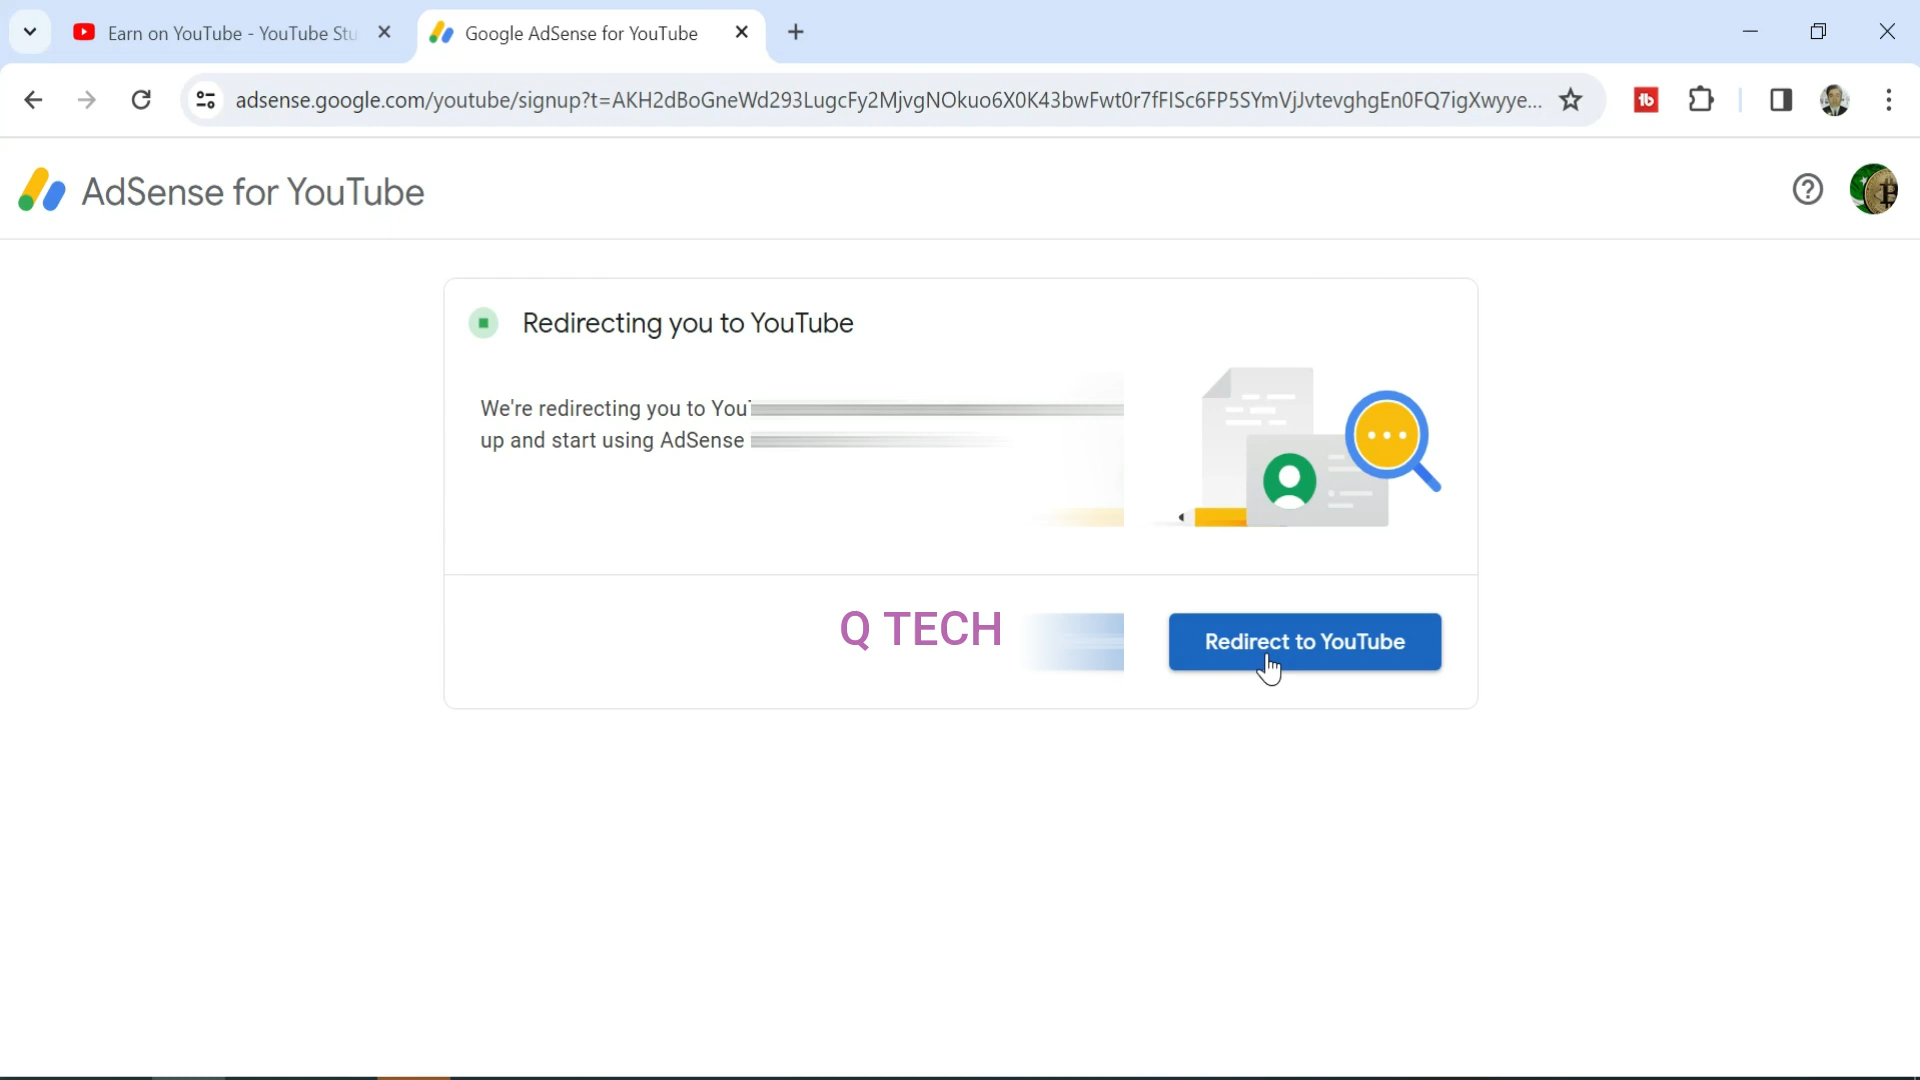 Earn on YouTube - YouTube Stu
Google AdSense for YouTube
adsense.google.com/youtube/signup?t=AKH2dBoGneWd293LugcFy2MjvgNOkuo6X0K43bwFwt0r7fFISc6FP5SYmVjJvtevghgEn0FQ7igXwyye...
AdSense for YouTube
Redirecting you to YouTube
We're redirecting you to You
up and start using AdSense
Q TECH
Redirect to YouTube